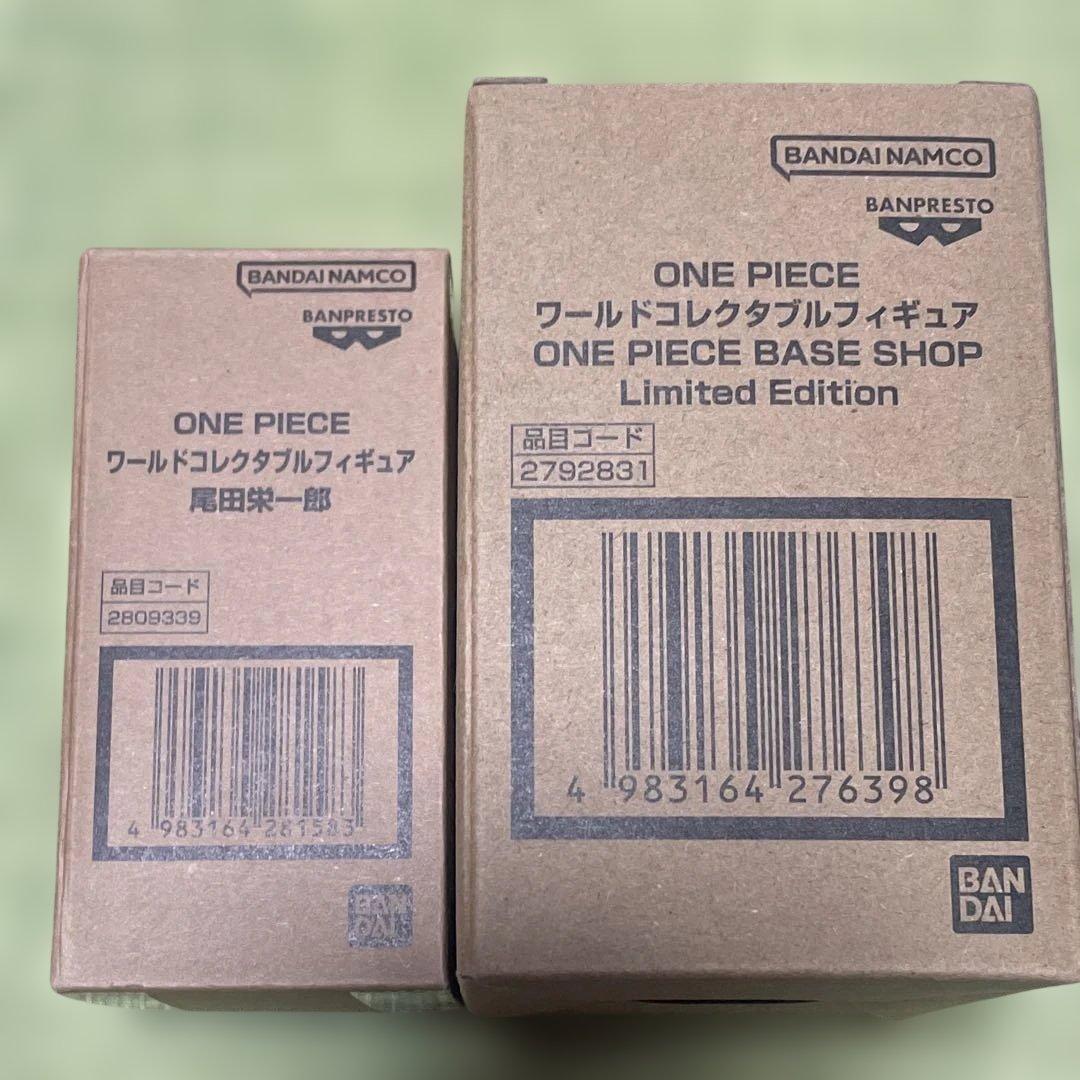 BANDAI NAMCO
BANPRESTO
ONE PIECE
ワールドコレクタブルフィギュア
尾田栄一郎
品目コード
2809339
4 983164 281583
BAN
DAI
BANDAI NAMCO
BANPRESTO
ONE PIECE
ワールドコレクタブルフィギュア
ONE PIECE BASE SHOP
Limited Edition
品目コード
2792831
4 983164 276398
BAN
DAI